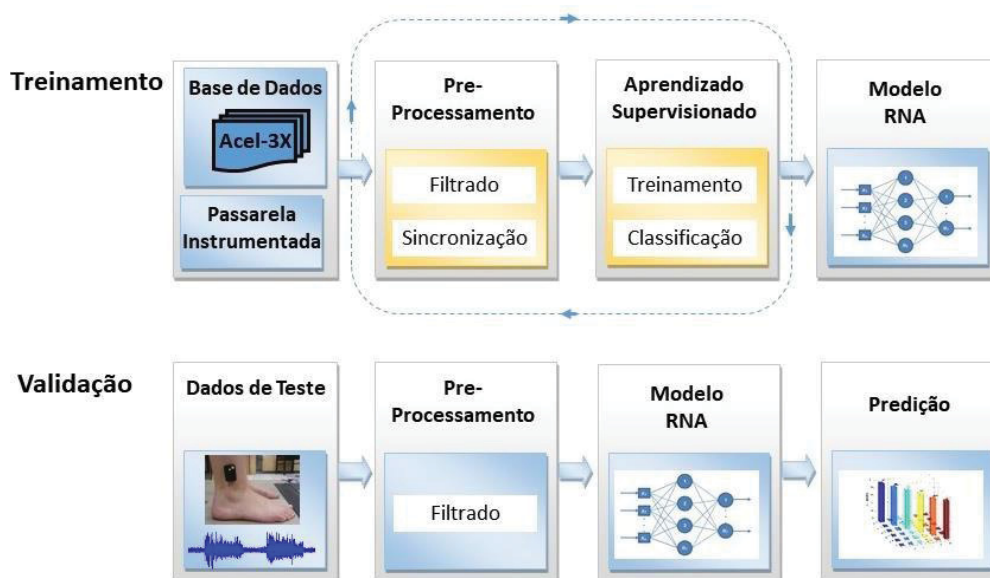 Treinamento
Base de Dados
Acel-3X
Passarela
Instrumentada
Pre-
Processamento
Filtrado
Sincronização
Aprendizado
Supervisionado
Treinamento
Classificação
Modelo
RNA
Validação
Dados de Teste
Pre-
Processamento
Filtrado
Modelo
RNA
Predição